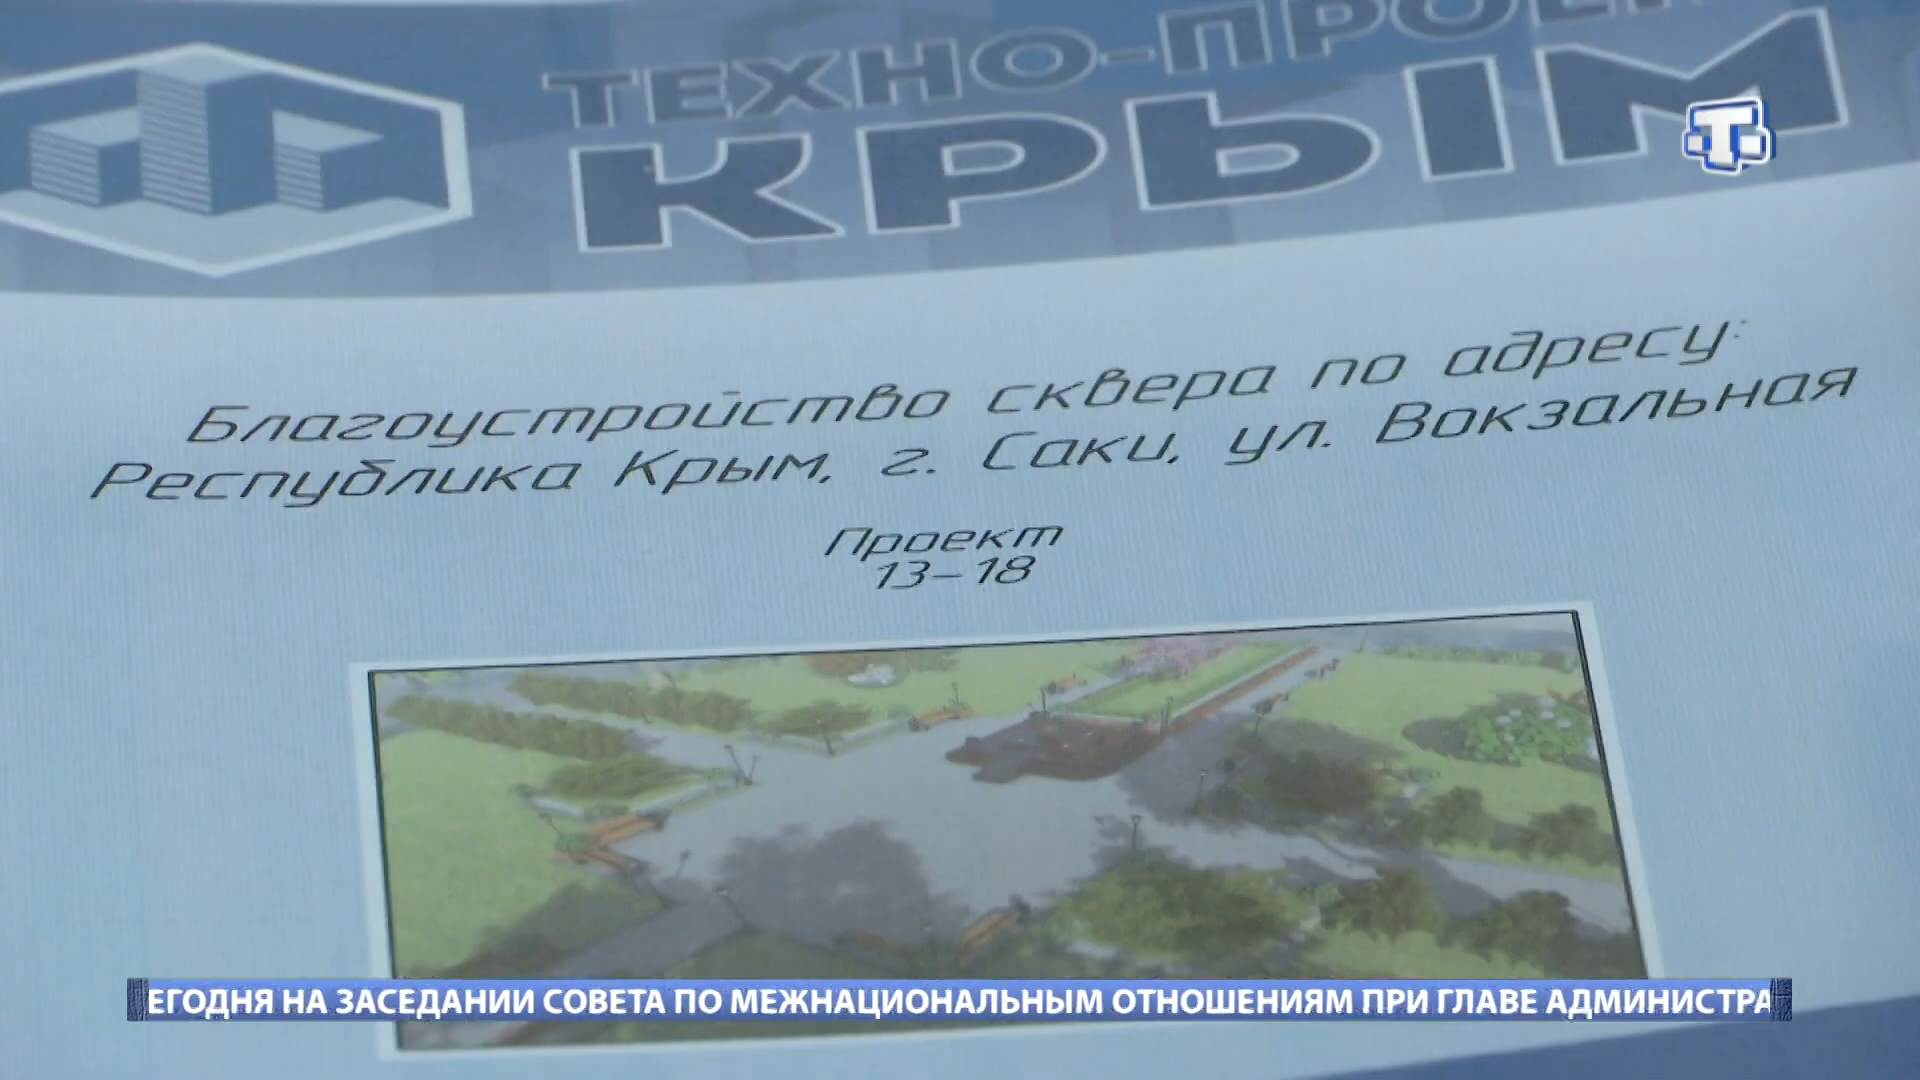 ТЕХНО-ПРОЕК
КРЫМ
Т
Благоустройство сквера по адресу:
Республика Крым, г. Саки, ул. Вокзальная
Проект
13-18
ЕГОДНЯ НА ЗАСЕДАНИИ СОВЕТА ПО МЕЖНАЦИОНАЛЬНЫМ ОТНОШЕНИЯМ ПРИ ГЛАВЕ АДМИНИСТРА